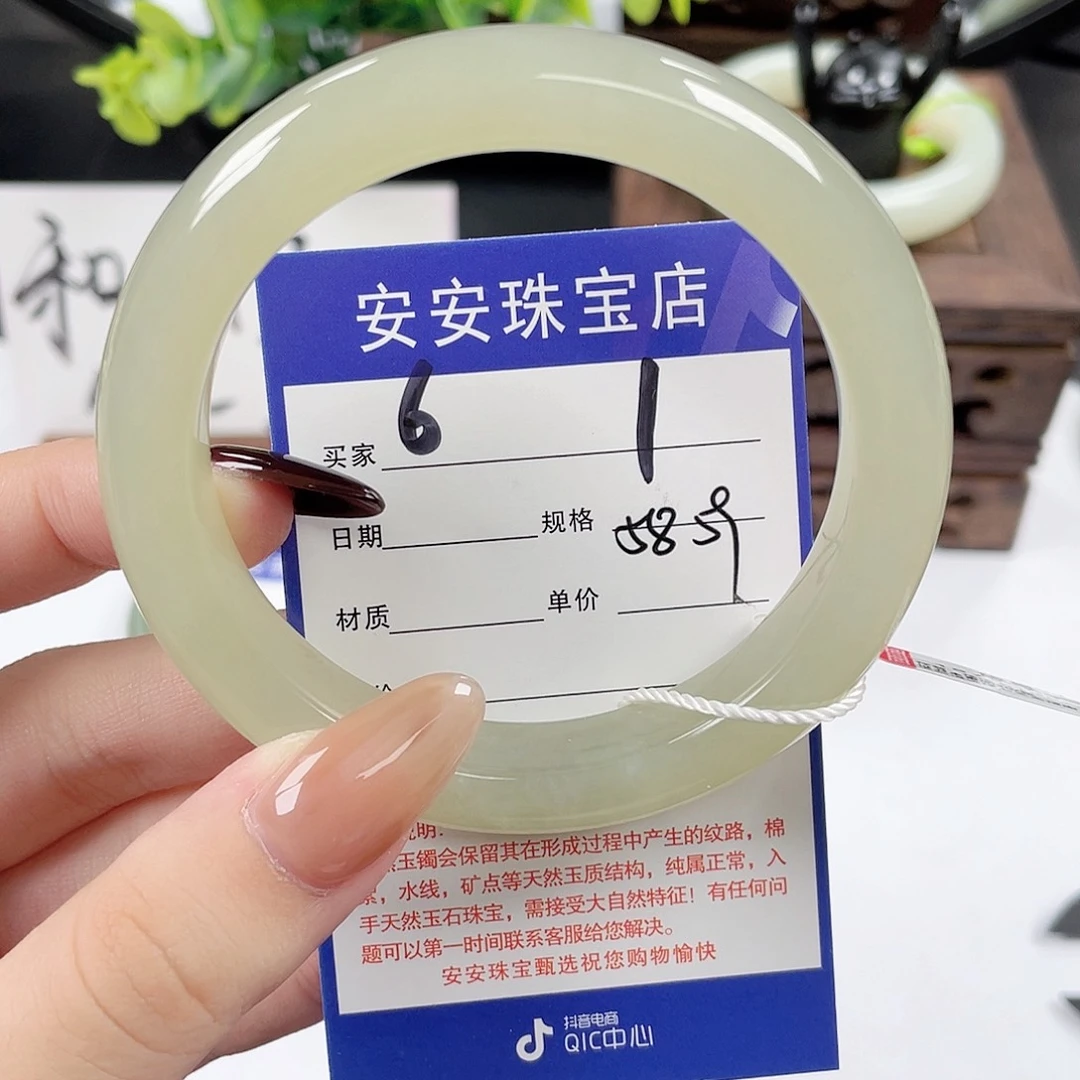 和
安安珠宝店
买家 6 1
日期 规格 58 59
材质 单价
明:
玉镯会保留其在形成过程中产生的纹路，棉
，水线，矿点等天然玉质结构，纯属正常，入
手天然玉石珠宝，需接受大自然特征！有任何问
题可以第一时间联系客服给您解决。
安安珠宝甄选祝您购物愉快
抖音电商
QIC中心